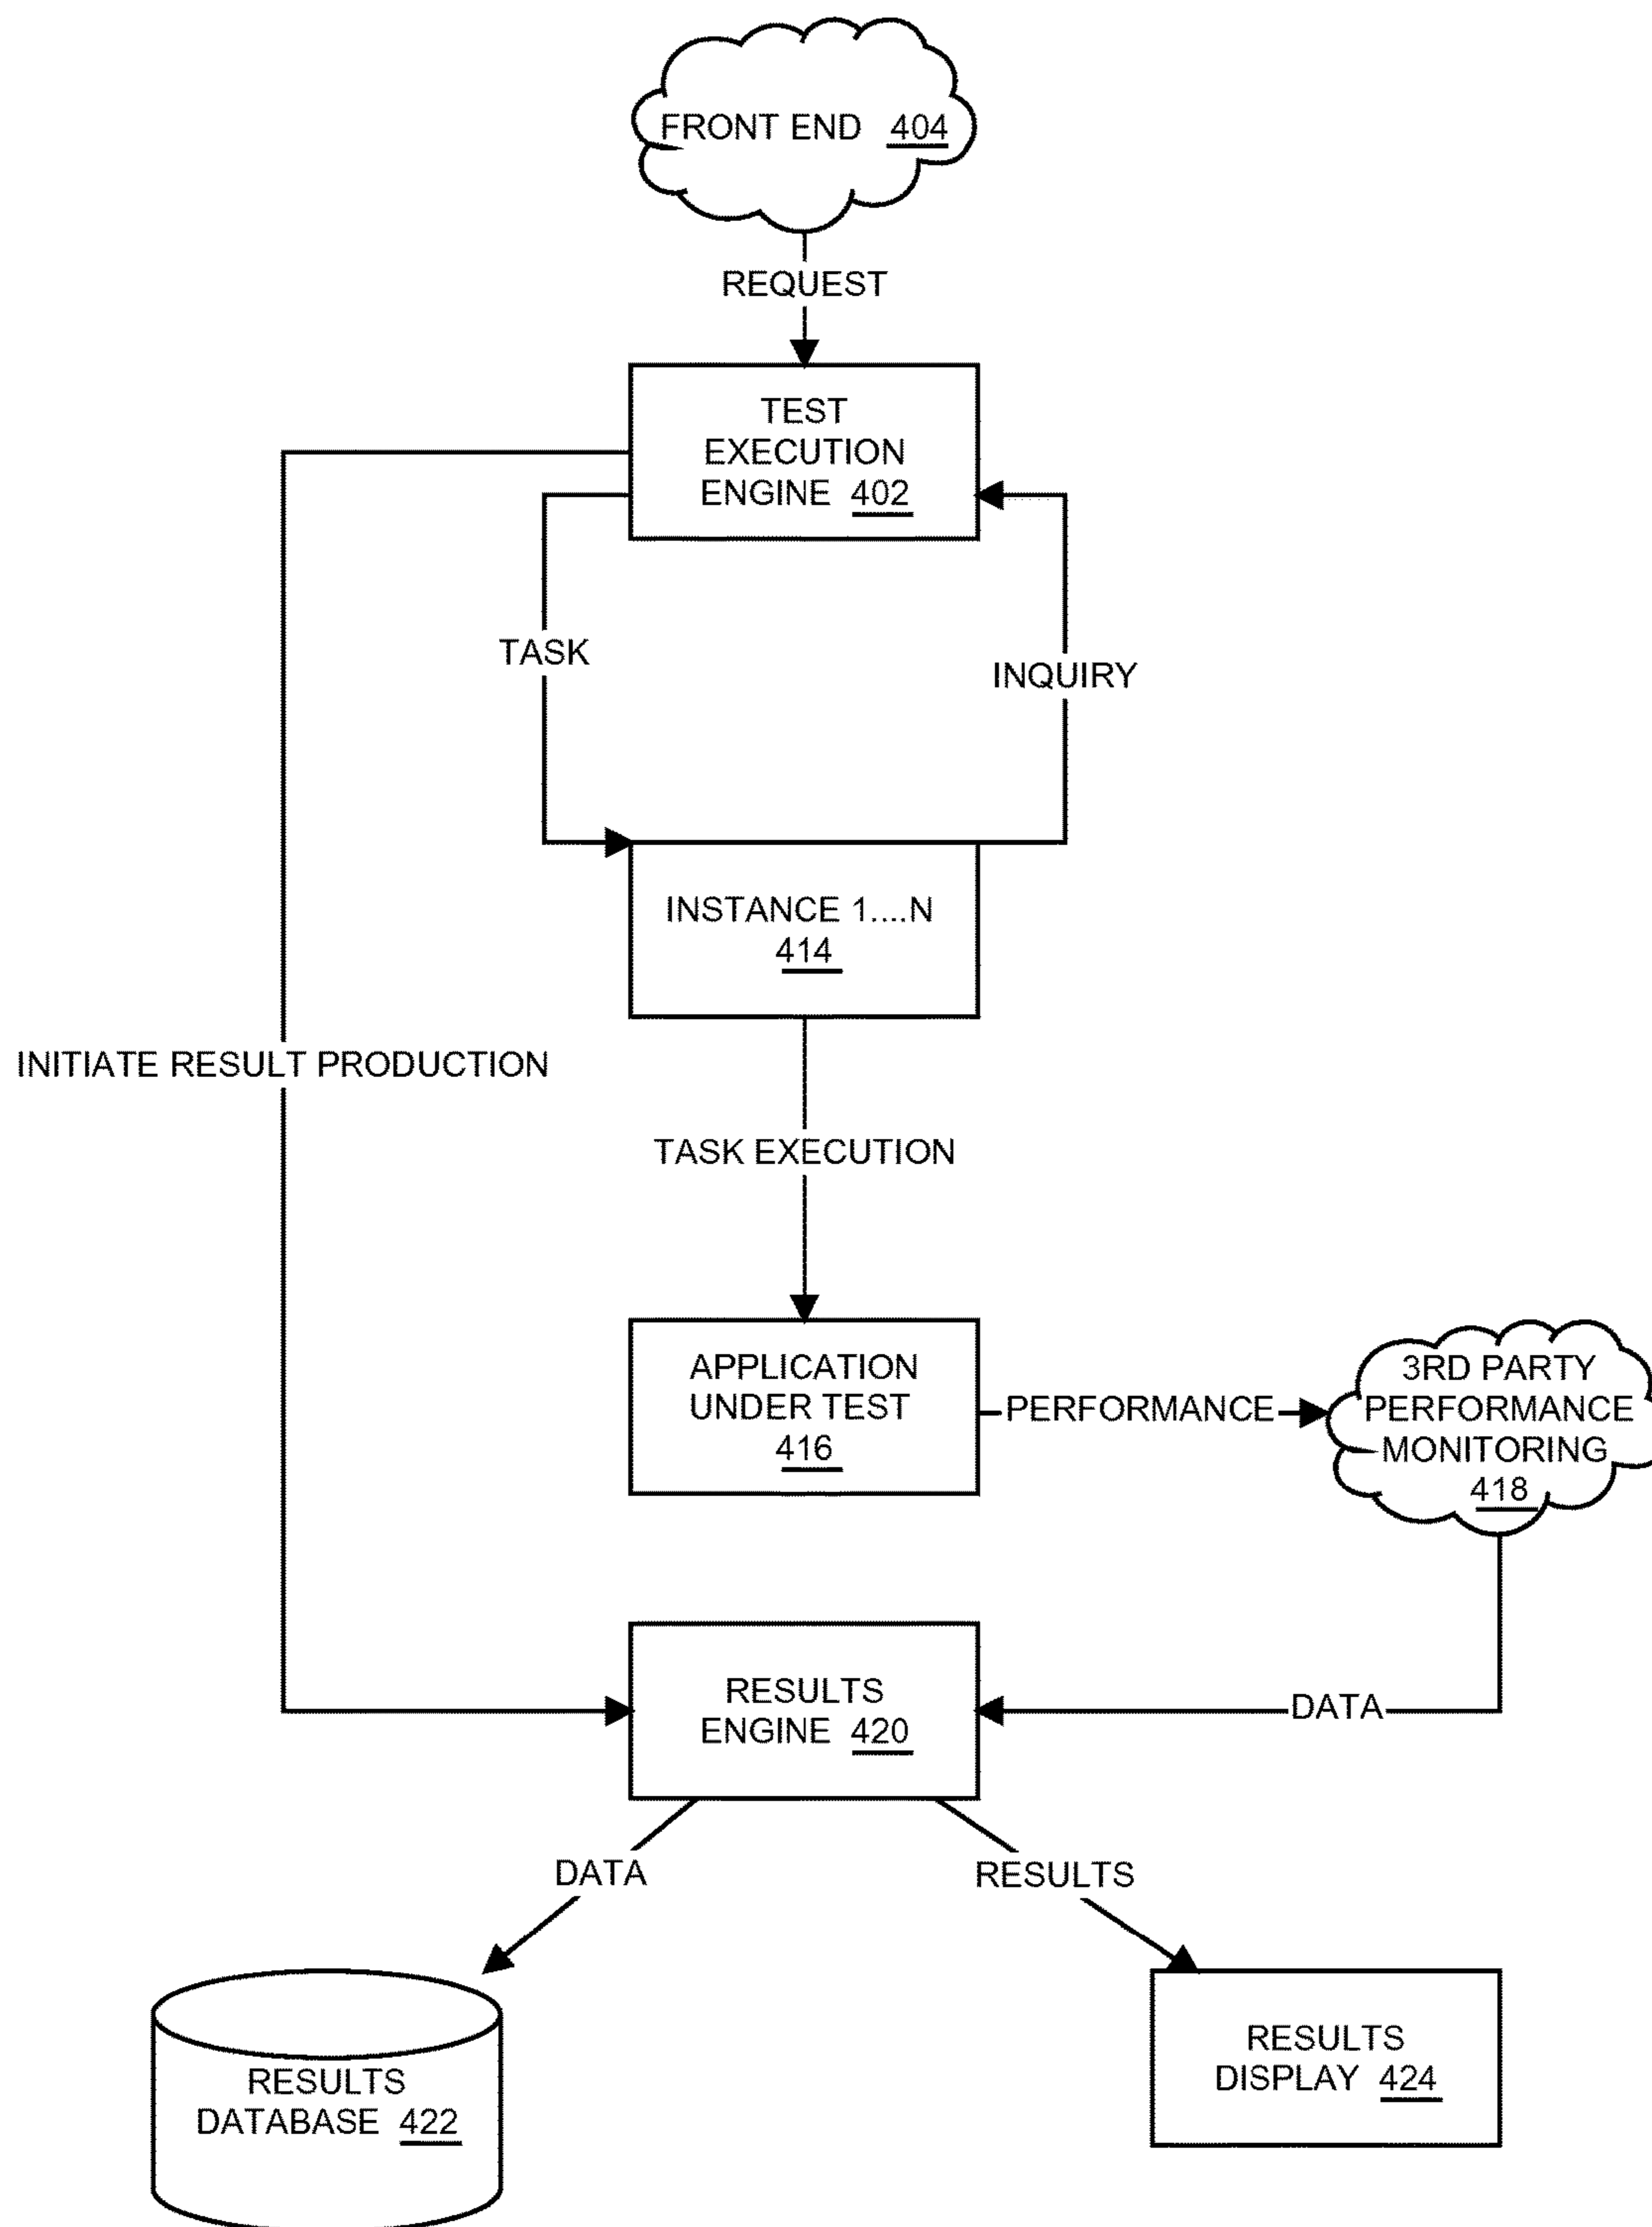 FRONT END 404
REQUEST
TEST
EXECUTION
ENGINE 402
TASK
INQUIRY
INSTANCE 1....N
414
INITIATE RESULT PRODUCTION
TASK EXECUTION
APPLICATION
UNDER TEST
416
PERFORMANCE
3RD PARTY
PERFORMANCE
MONITORING
418
RESULTS
ENGINE 420
DATA
DATA
RESULTS
RESULTS
DATABASE 422
RESULTS
DISPLAY 424